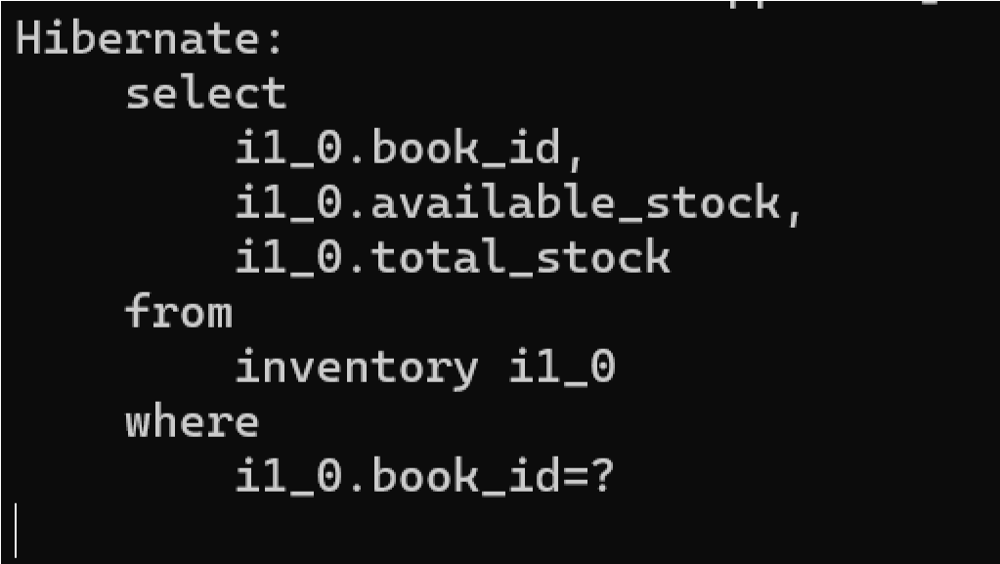 Hibernate:
select
i1_0.book_id,
i1_0.available_stock,
i1_0.total_stock
from
inventory i1_0
where
i1_0.book_id=?